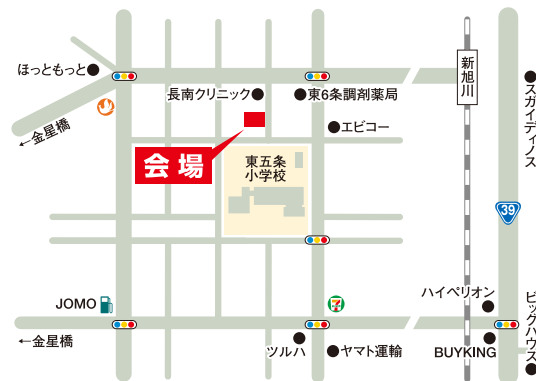 ほっともっと
長南クリニック
東6条調剤薬局
新旭川
スガイディノス
←金星橋
エビコー
会場
東五条
小学校
39
JOMO
7
ハイペリオン
ビッグハウス
←金星橋
ツルハ
ヤマト運輸
BUYKING